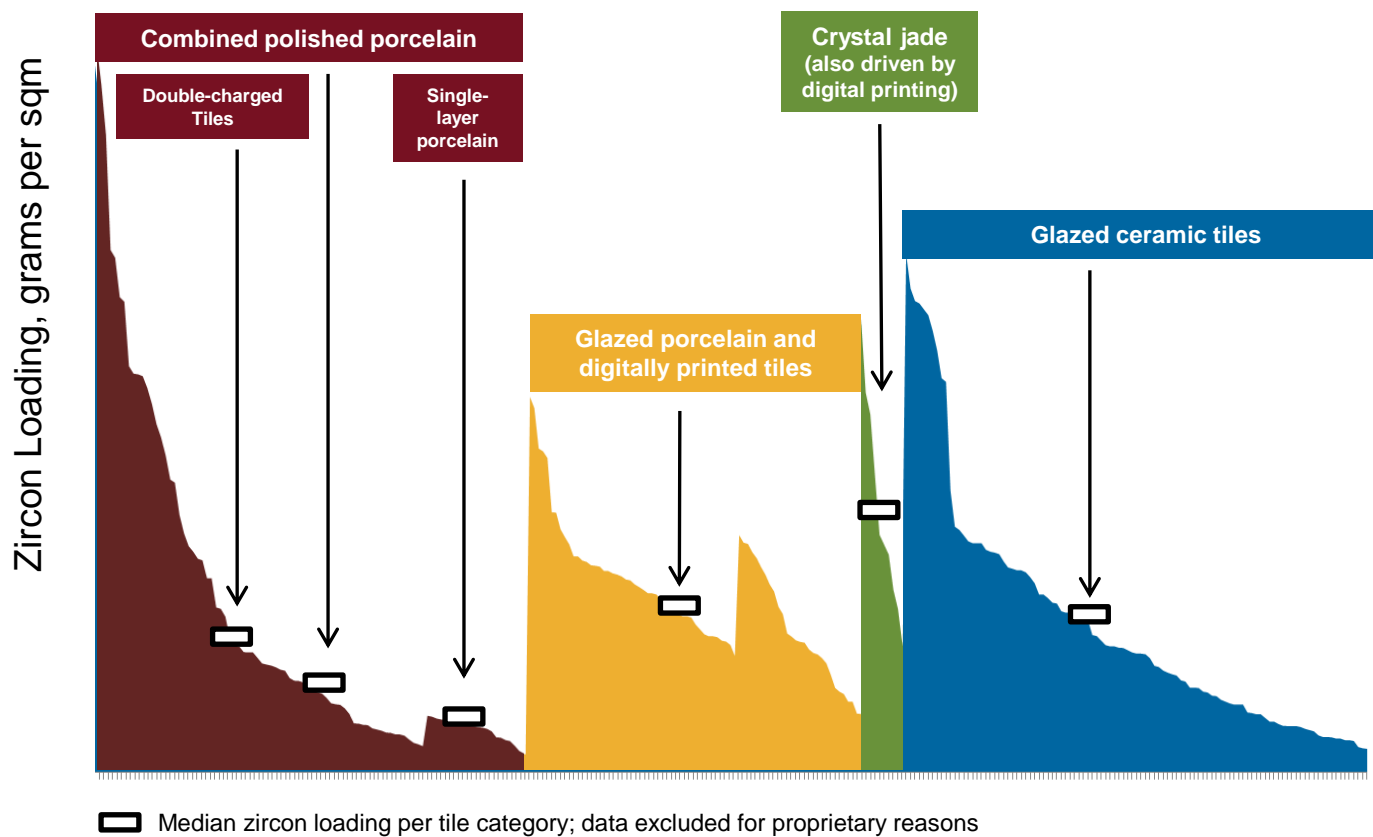 Combined polished porcelain
Double-charged
Tiles
Single-
layer
porcelain
Crystal jade
(also driven by
digital printing)
Glazed ceramic tiles
Glazed porcelain and
digitally printed tiles
Zircon Loading, grams per sqm
Median zircon loading per tile category; data excluded for proprietary reasons